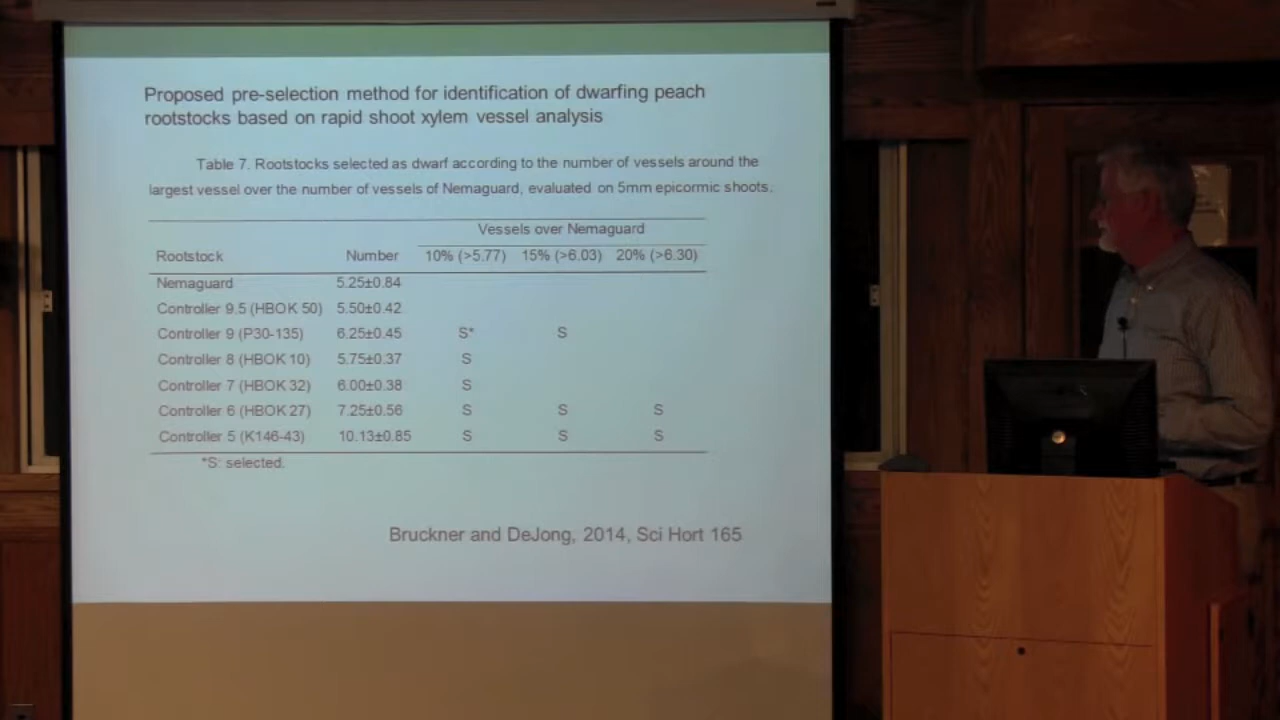 Proposed pre-selection method for identification of dwarfing peach
rootstocks based on rapid shoot xylem vessel analysis
Table 7. Rootstocks selected as dwarf according to the number of vessels around the
largest vessel over the number of vessels of Nemaguard, evaluated on 5mm epicormic shoots.
Vessels over Nemaguard
Rootstock Number 10% (>5.77) 15% (>6.03) 20% (>6.30)
Nemaguard 5.25±0.84
Controller 9.5 (HBOK 50) 5.50±0.42
Controller 9 (P30-135) 6.25±0.45 S* S
Controller 8 (HBOK 10) 5.75±0.37 S
Controller 7 (HBOK 32) 6.00±0.38 S
Controller 6 (HBOK 27) 7.25±0.56 S S S
Controller 5 (K146-43) 10.13±0.85 S S S
*S: selected.
Bruckner and DeJong, 2014, Sci Hort 165